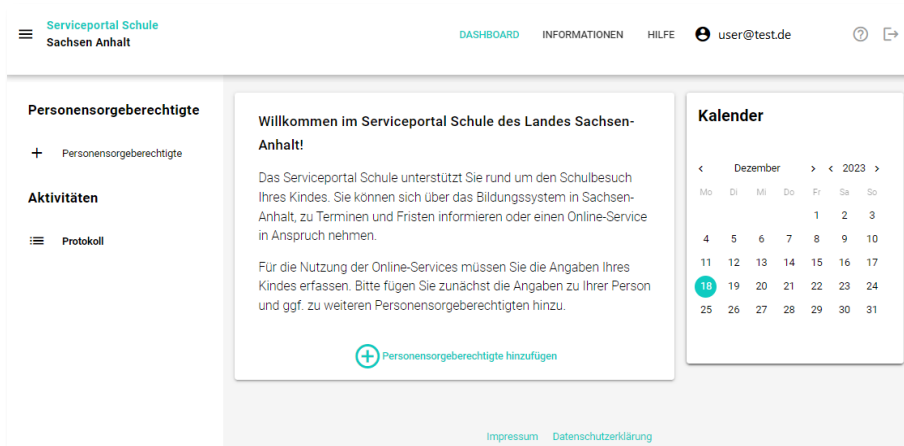 Serviceportal Schule
Sachsen Anhalt
DASHBOARD INFORMATIONEN HILFE user@test.de
Personensorgeberechtigte
Personensorgeberechtigte
Aktivitäten
Protokoll
Willkommen im Serviceportal Schule des Landes Sachsen-
Anhalt!
Das Serviceportal Schule unterstützt Sie rund um den Schulbesuch
Ihres Kindes. Sie können sich über das Bildungssystem in Sachsen-
Anhalt, zu Terminen und Fristen informieren oder einen Online-Service
in Anspruch nehmen.
Für die Nutzung der Online-Services müssen Sie die Angaben Ihres
Kindes erfassen. Bitte fügen Sie zunächst die Angaben zu Ihrer Person
und ggf. zu weiteren Personensorgeberechtigten hinzu.
Personensorgeberechtigte hinzufügen
Kalender
< Dezember > < 2023 >
Mo Di Mi Do Fr Sa So
1 2 3
4 5 6 7 8 9 10
11 12 13 14 15 16 17
18 19 20 21 22 23 24
25 26 27 28 29 30 31
Impressum Datenschutzerklärung